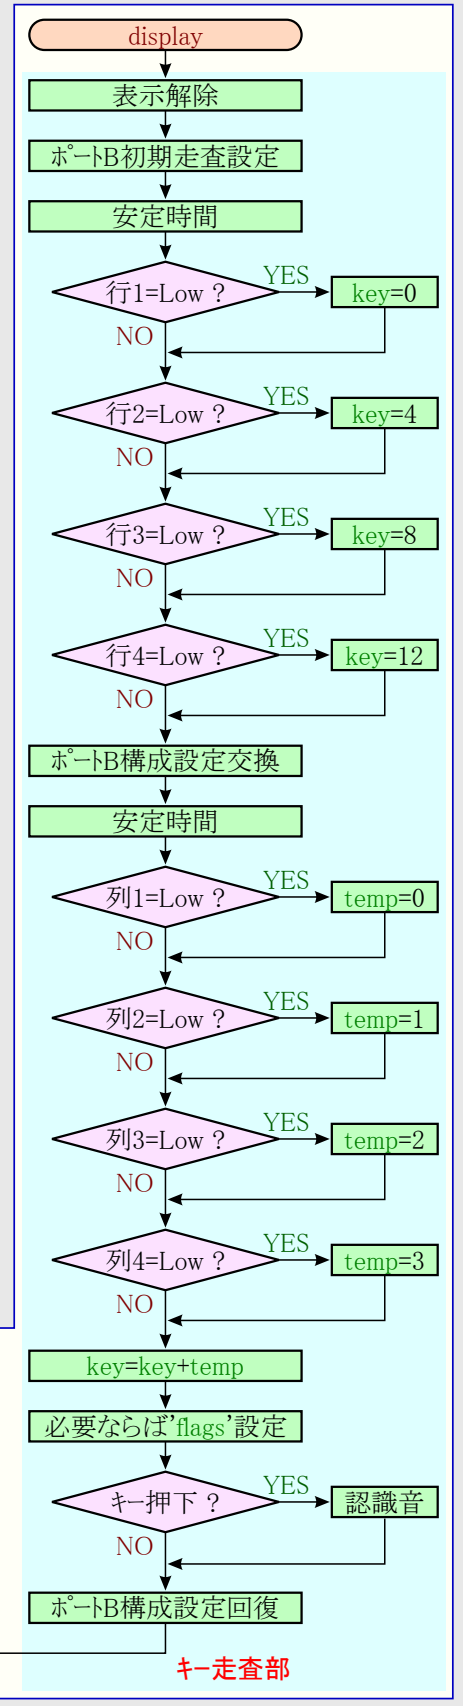 display
表示解除
ポートB初期走査設定
安定時間
行1=Low ?
YES
key=0
NO
行2=Low ?
YES
key=4
NO
行3=Low ?
YES
key=8
NO
行4=Low ?
YES
key=12
NO
ポートB構成設定交換
安定時間
列1=Low ?
YES
temp=0
NO
列2=Low ?
YES
temp=1
NO
列3=Low ?
YES
temp=2
NO
列4=Low ?
YES
temp=3
NO
key=key+temp
必要ならば'flags'設定
キー押下 ?
YES
認識音
NO
ポートB構成設定回復
キー走査部